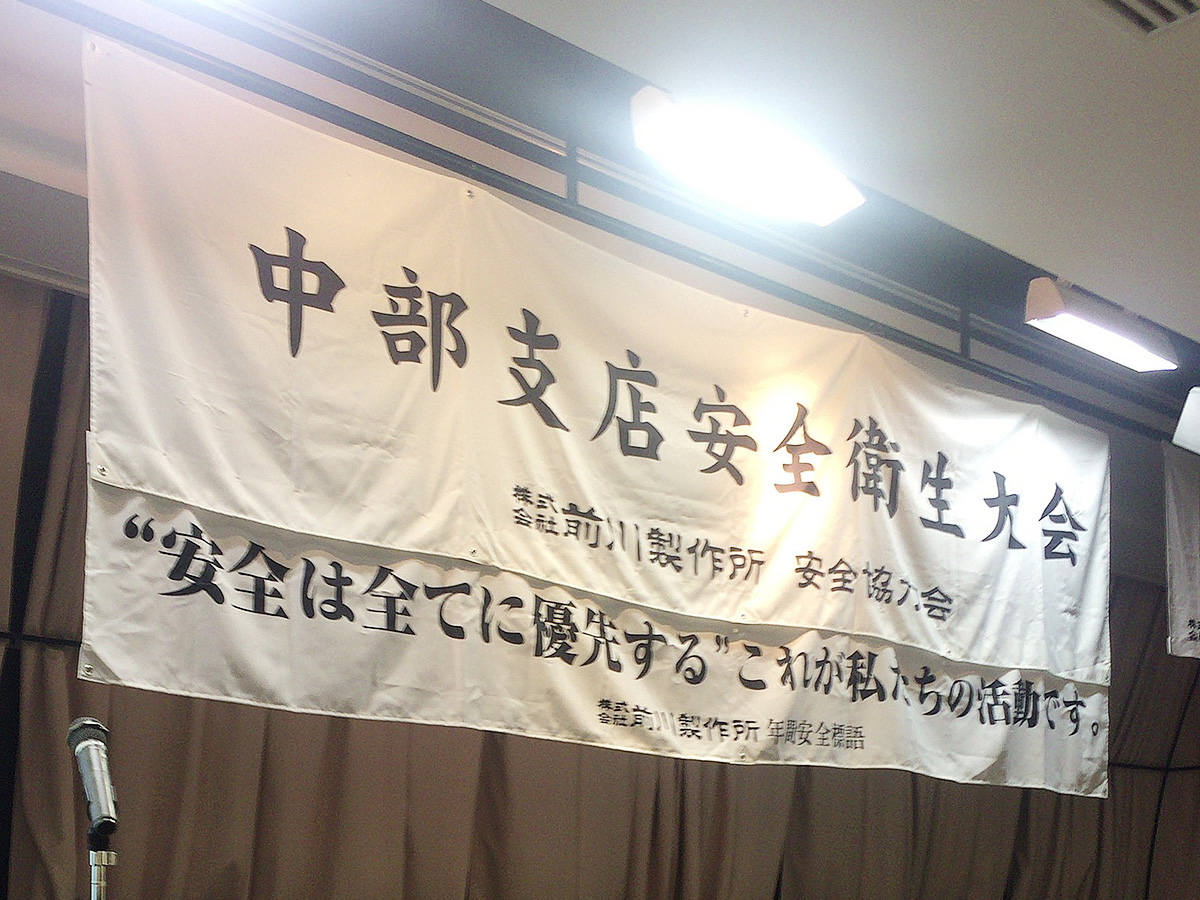 中部支店安全衛生大会
株式会社前川製作所 安全協力会
“安全は全てに優先する”これが私たちの活動です。
株式会社前川製作所 年間安全標語